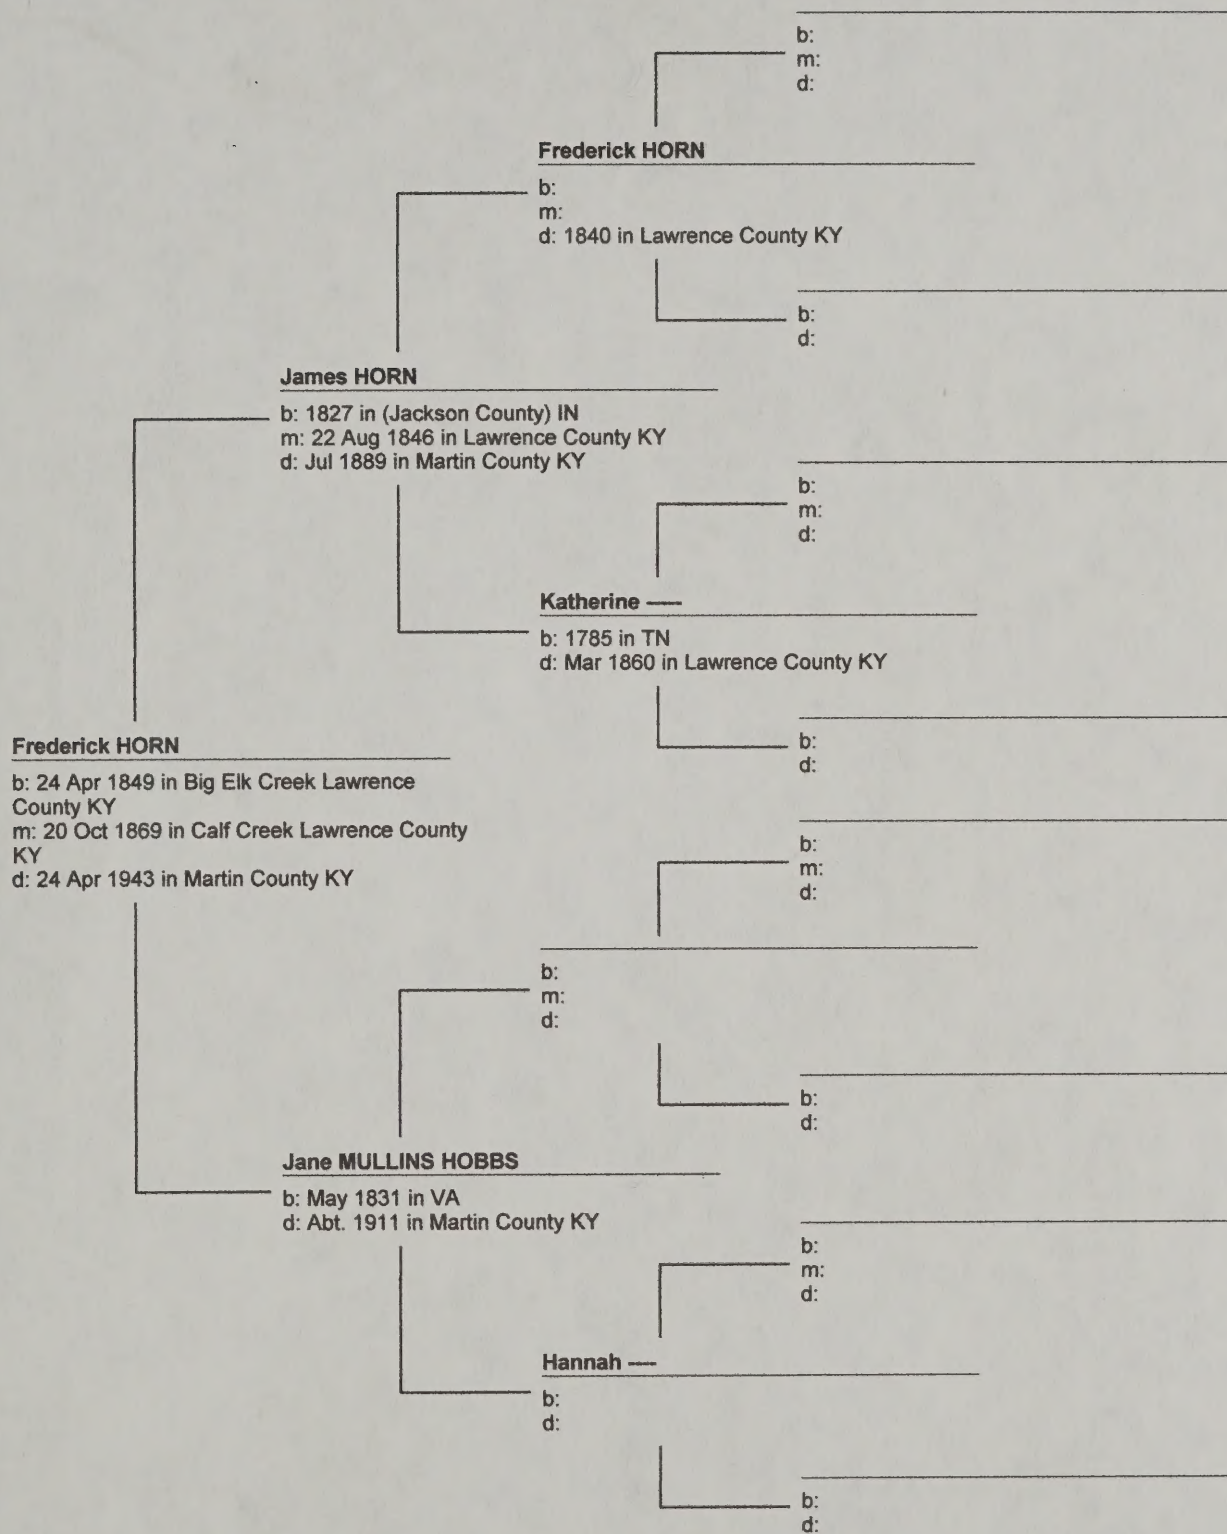 b:
m:
d:
Frederick HORN
b:
m:
d: 1840 in Lawrence County KY
b:
d:
James HORN
b: 1827 in (Jackson County) IN
m: 22 Aug 1846 in Lawrence County KY
d: Jul 1889 in Martin County KY
b:
m:
d:
Katherine ----
b: 1785 in TN
d: Mar 1860 in Lawrence County KY
b:
d:
Frederick HORN
b: 24 Apr 1849 in Big Elk Creek Lawrence
County KY
m: 20 Oct 1869 in Calf Creek Lawrence County
KY
d: 24 Apr 1943 in Martin County KY
b:
m:
d:
b:
m:
d:
b:
d:
Jane MULLINS HOBBS
b: May 1831 in VA
d: Abt. 1911 in Martin County KY
b:
m:
d:
Hannah ----
b:
d:
b:
d: